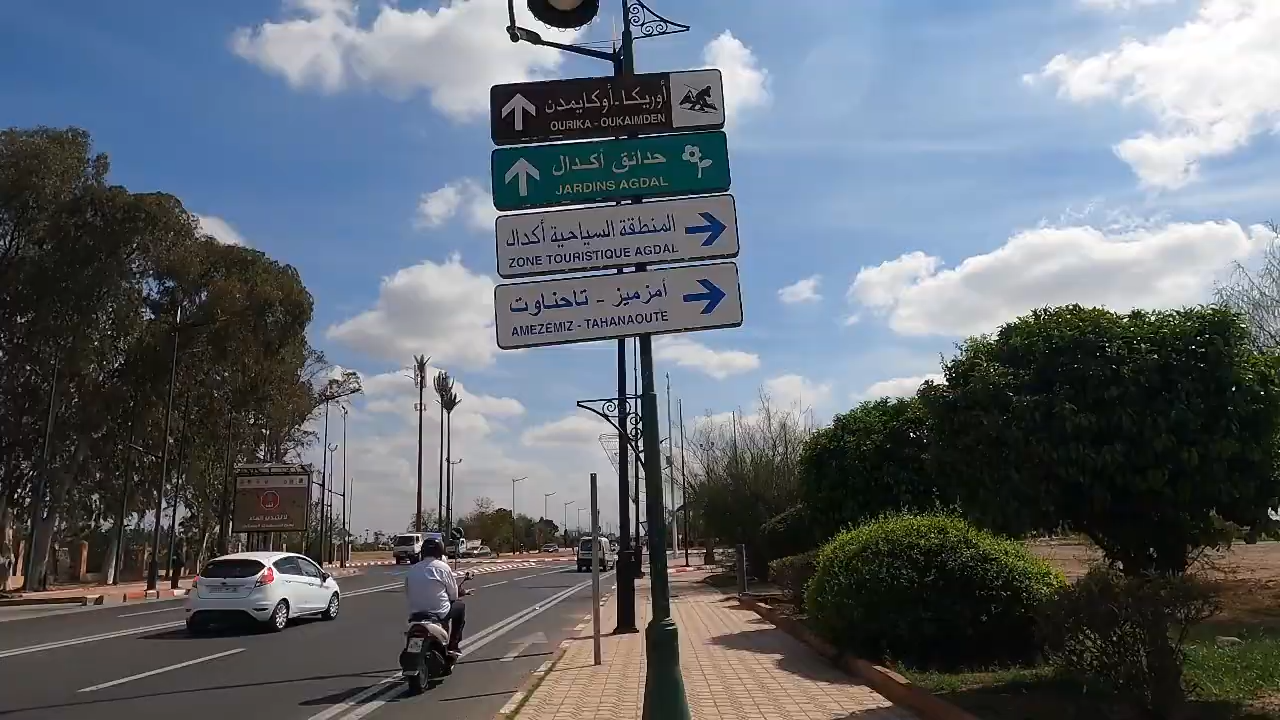 أوريكا-أوكايمدن
OURIKA - OUKAIMDEN
حدائق أكدال
JARDINS AGDAL
المنطقة السياحية أكدال
ZONE TOURISTIQUE AGDAL
أمزميز - تاحناوت
AMEZEMIZ - TAHANAOUTE